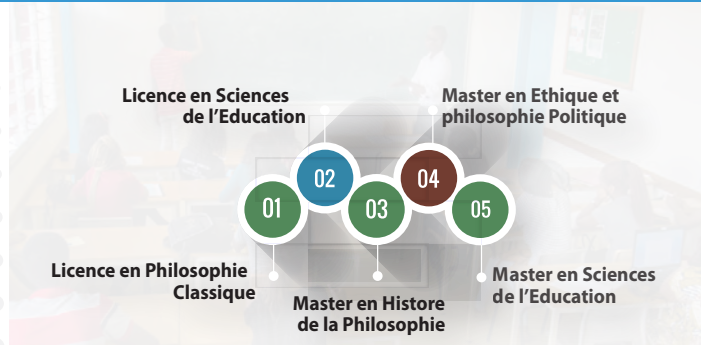 Licence en Sciences
de l’Education
Master en Ethique et
philosophie Politique
01
02
03
04
05
Licence en Philosophie
Classique
Master en Histore
de la Philosophie
Master en Sciences
de l’Education